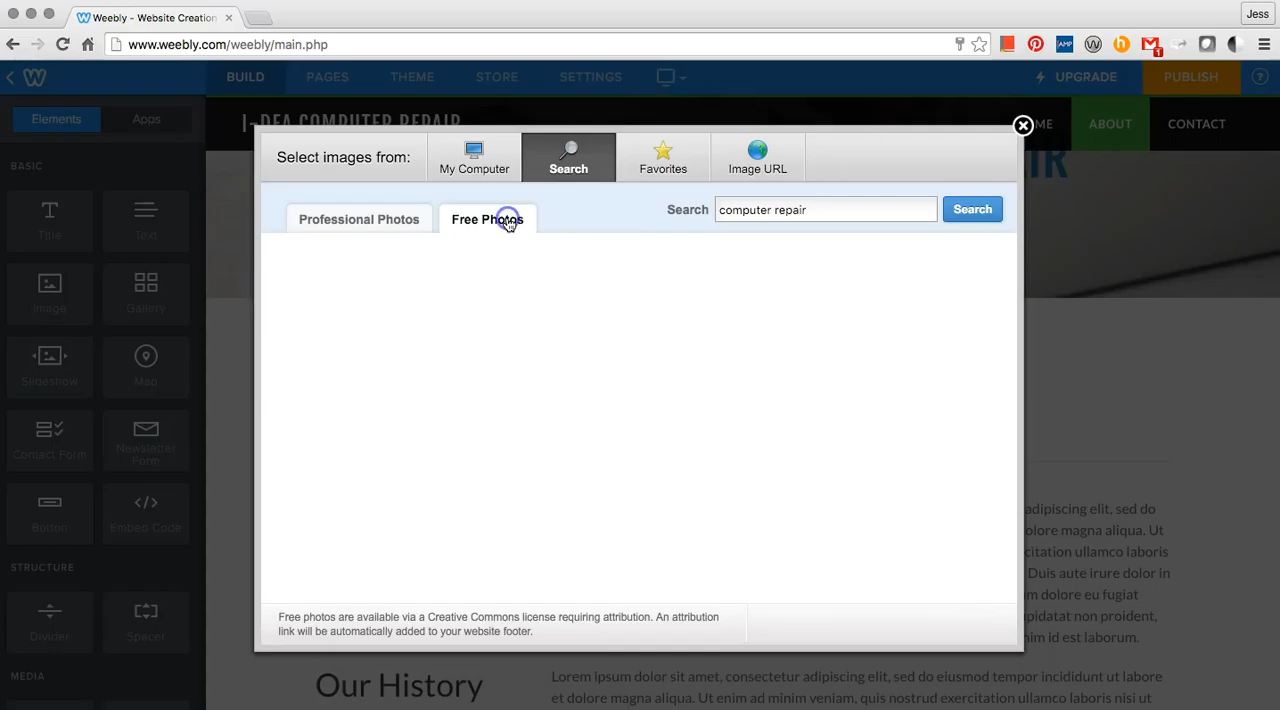 Weebly - Website Creation
Jess
www.weebly.com/weebly/main.php
1
BUILD PAGES THEME STORE SETTINGS UPGRADE PUBLISH ?
Elements Apps
I-DEA COMPUTER REPAIR
ME ABOUT CONTACT
BASIC
Title Text
Image Gallery
Slideshow Map
Contact Form Newsletter Form
Button Embed Code
STRUCTURE
Divider Spacer
MEDIA
Select images from: My Computer Search Favorites Image URL
Professional Photos Free Photos Search computer repair Search
Free photos are available via a Creative Commons license requiring attribution. An attribution
link will be automatically added to your website footer.
adipiscing elit, sed do
dolore magna aliqua. Ut
citation ullamco laboris
Duis aute irure dolor in
dolore eu fugiat
cupidatat non proident,
nim id est laborum.
Our History
Lorem ipsum dolor sit amet, consectetur adipiscing elit, sed do eiusmod tempor incididunt ut labore
et dolore magna aliqua. Ut enim ad minim veniam, quis nostrud exercitation ullamco laboris nisi ut